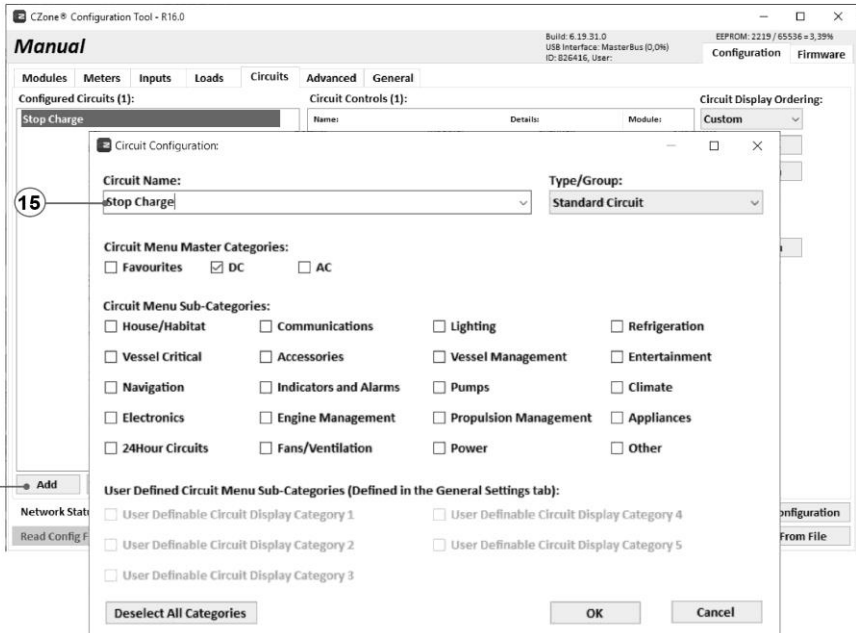 CZone® Configuration Tool - R16.0
Manual
Build: 6.19.31.0
USB Interface: MasterBus (0,0%)
ID: 826416, User:
EEPROM: 2219 / 65536 = 3,39%
Configuration Firmware
Modules Meters Inputs Loads Circuits Advanced General
Configured Circuits (1): Circuit Controls (1): Circuit Display Ordering:
Stop Charge Name: Details: Module: Custom
Circuit Configuration:
Circuit Name: Type/Group:
15 Stop Charge Standard Circuit
Circuit Menu Master Categories:
Favourites DC AC
Circuit Menu Sub-Categories:
House/Habitat Communications Lighting Refrigeration
Vessel Critical Accessories Vessel Management Entertainment
Navigation Indicators and Alarms Pumps Climate
Electronics Engine Management Propulsion Management Appliances
24Hour Circuits Fans/Ventilation Power Other
Add
User Defined Circuit Menu Sub-Categories (Defined in the General Settings tab):
Network User Definable Circuit Display Category 1 User Definable Circuit Display Category 4
Read Config User Definable Circuit Display Category 2 User Definable Circuit Display Category 5 From File
User Definable Circuit Display Category 3
Deselect All Categories OK Cancel